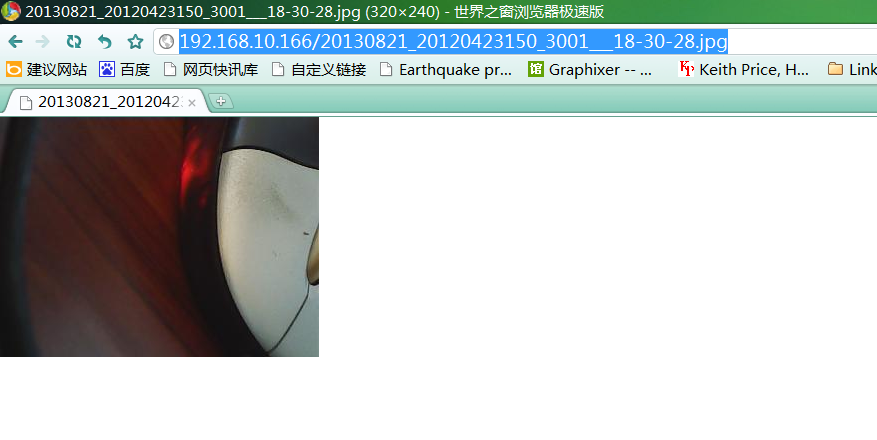 20130821_20120423150_3001___18-30-28.jpg (320×240) - 世界之窗浏览器极速版
192.168.10.166/20130821_20120423150_3001___18-30-28.jpg
建议网站 百度 网页快讯库 自定义链接 Earthquake pr... 馆 Graphixer -- ... Keith Price, H... Link
20130821_2012042